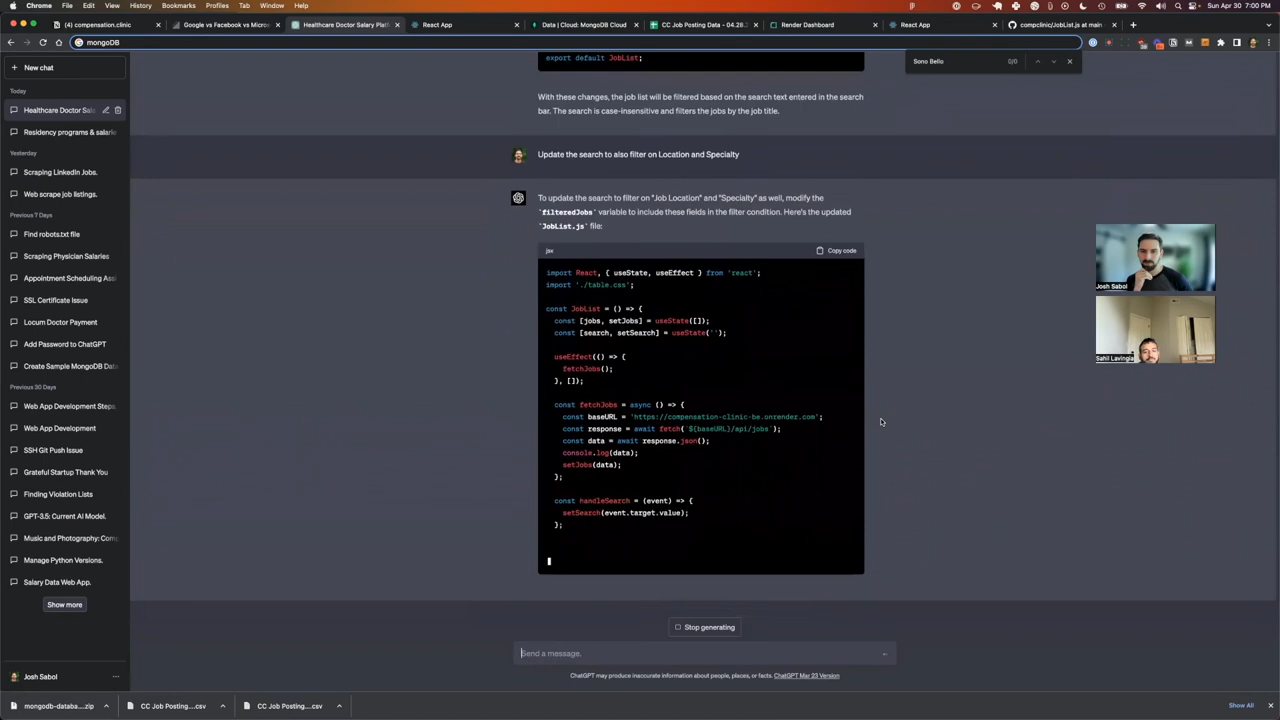 Chrome File Edit View History Bookmarks Profiles Tab Window Help
Sun Apr 30 7:00 PM
compensation.clinic
Google vs Facebook vs Micros
Healthcare Doctor Salary Platf
React App
Data | Cloud: MongoDB Cloud
CC Job Posting Data - 04.28.2
Render Dashboard
React App
compclinic/JobList.js at main
mongoDB
Sono Bello 0/0
New chat
Today
Healthcare Doctor Sal
Residency programs & salarie
Yesterday
Scraping LinkedIn Jobs.
Web scrape job listings.
Previous 7 Days
Find robots.txt file
Scraping Physician Salaries
Appointment Scheduling Assi
SSL Certificate Issue
Locum Doctor Payment
Add Password to ChatGPT
Create Sample MongoDB Data
Previous 30 Days
Web App Development Steps.
Web App Development
SSH Git Push Issue
Grateful Startup Thank You
Finding Violation Lists
GPT-3.5: Current AI Model.
Music and Photography: Com
Manage Python Versions.
Salary Data Web App.
Show more
Josh Sabol
export default JobList;
With these changes, the job list will be filtered based on the search text entered in the search
bar. The search is case-insensitive and filters the jobs by the job title.
Update the search to also filter on Location and Specialty
To update the search to filter on "Job Location" and "Specialty" as well, modify the
`filteredJobs` variable to include these fields in the filter condition. Here's the updated
`JobList.js` file:
jsx Copy code
import React, { useState, useEffect } from 'react';
import './table.css';
const JobList = () => {
const [jobs, setJobs] = useState([]);
const [search, setSearch] = useState('');
useEffect(() => {
fetchJobs();
}, []);
const fetchJobs = async () => {
const baseURL = 'https://compensation-clinic-be.onrender.com';
const response = await fetch(`${baseURL}/api/jobs`);
const data = await response.json();
console.log(data);
setJobs(data);
};
const handleSearch = (event) => {
setSearch(event.target.value);
};
Stop generating
Send a message.
ChatGPT may produce inaccurate information about people, places, or facts. ChatGPT Mar 23 Version
Josh Sabol
Sahil Lavingia
mongodb-databa....zip
CC Job Posting....csv
CC Job Posting....csv
Show All